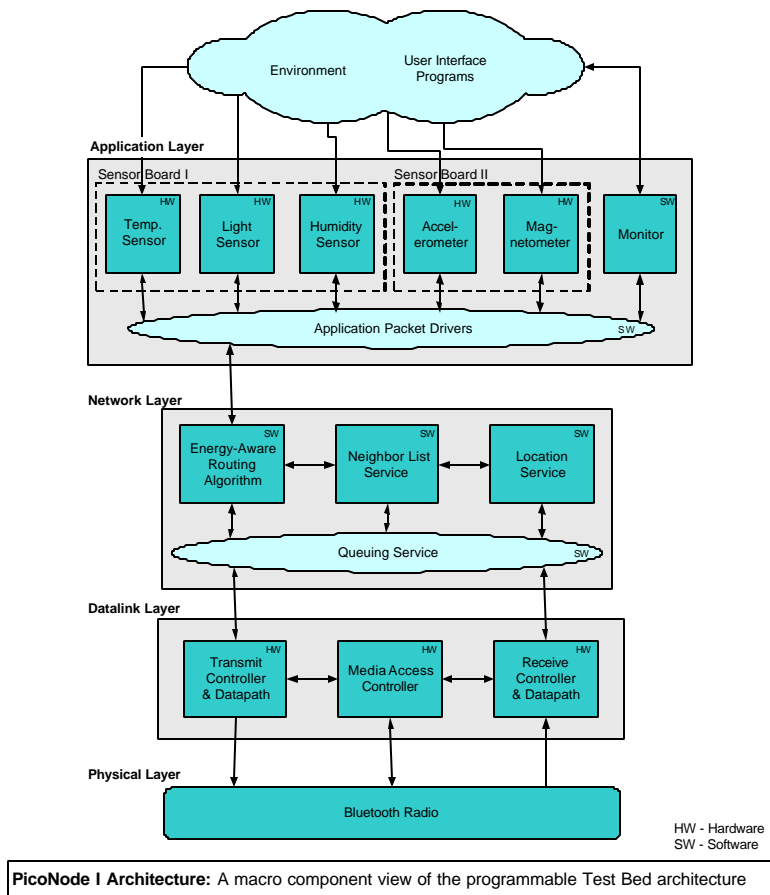 Environment
User Interface
Programs
Application Layer
Sensor Board I
Sensor Board II
HW
Temp.
Sensor
HW
Light
Sensor
HW
Humidity
Sensor
HW
Accel-
erometer
HW
Mag-
netometer
SW
Monitor
Application Packet Drivers
SW
Network Layer
SW
Energy-Aware
Routing
Algorithm
SW
Neighbor List
Service
SW
Location
Service
Queuing Service
SW
Datalink Layer
HW
Transmit
Controller
& Datapath
HW
Media Access
Controller
HW
Receive
Controller
& Datapath
Physical Layer
Bluetooth Radio
HW - Hardware
SW - Software
PicoNode I Architecture: A macro component view of the programmable Test Bed architecture